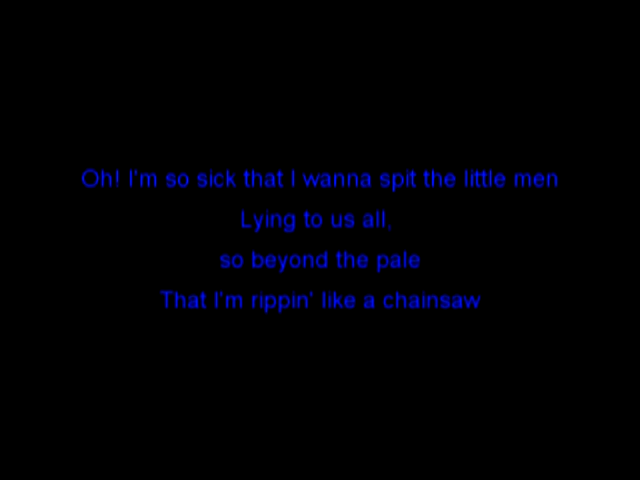 Oh! I'm so sick that I wanna spit the little men
Lying to us all,
so beyond the pale
That I'm rippin' like a chainsaw